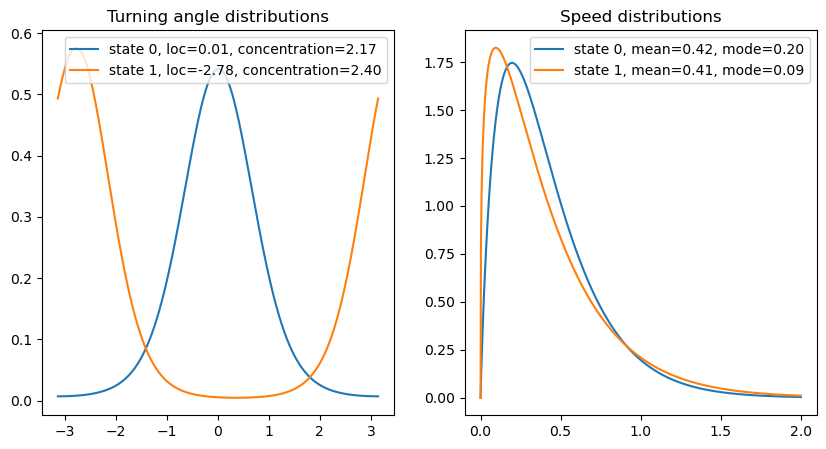 Turning angle distributions
state 0, loc=0.01, concentration=2.17
state 1, loc=-2.78, concentration=2.40
0.6
0.5
0.4
0.3
0.2
0.1
0.0
−3 −2 −1 0 1 2 3
Speed distributions
state 0, mean=0.42, mode=0.20
state 1, mean=0.41, mode=0.09
1.75
1.50
1.25
1.00
0.75
0.50
0.25
0.00
0.0 0.5 1.0 1.5 2.0